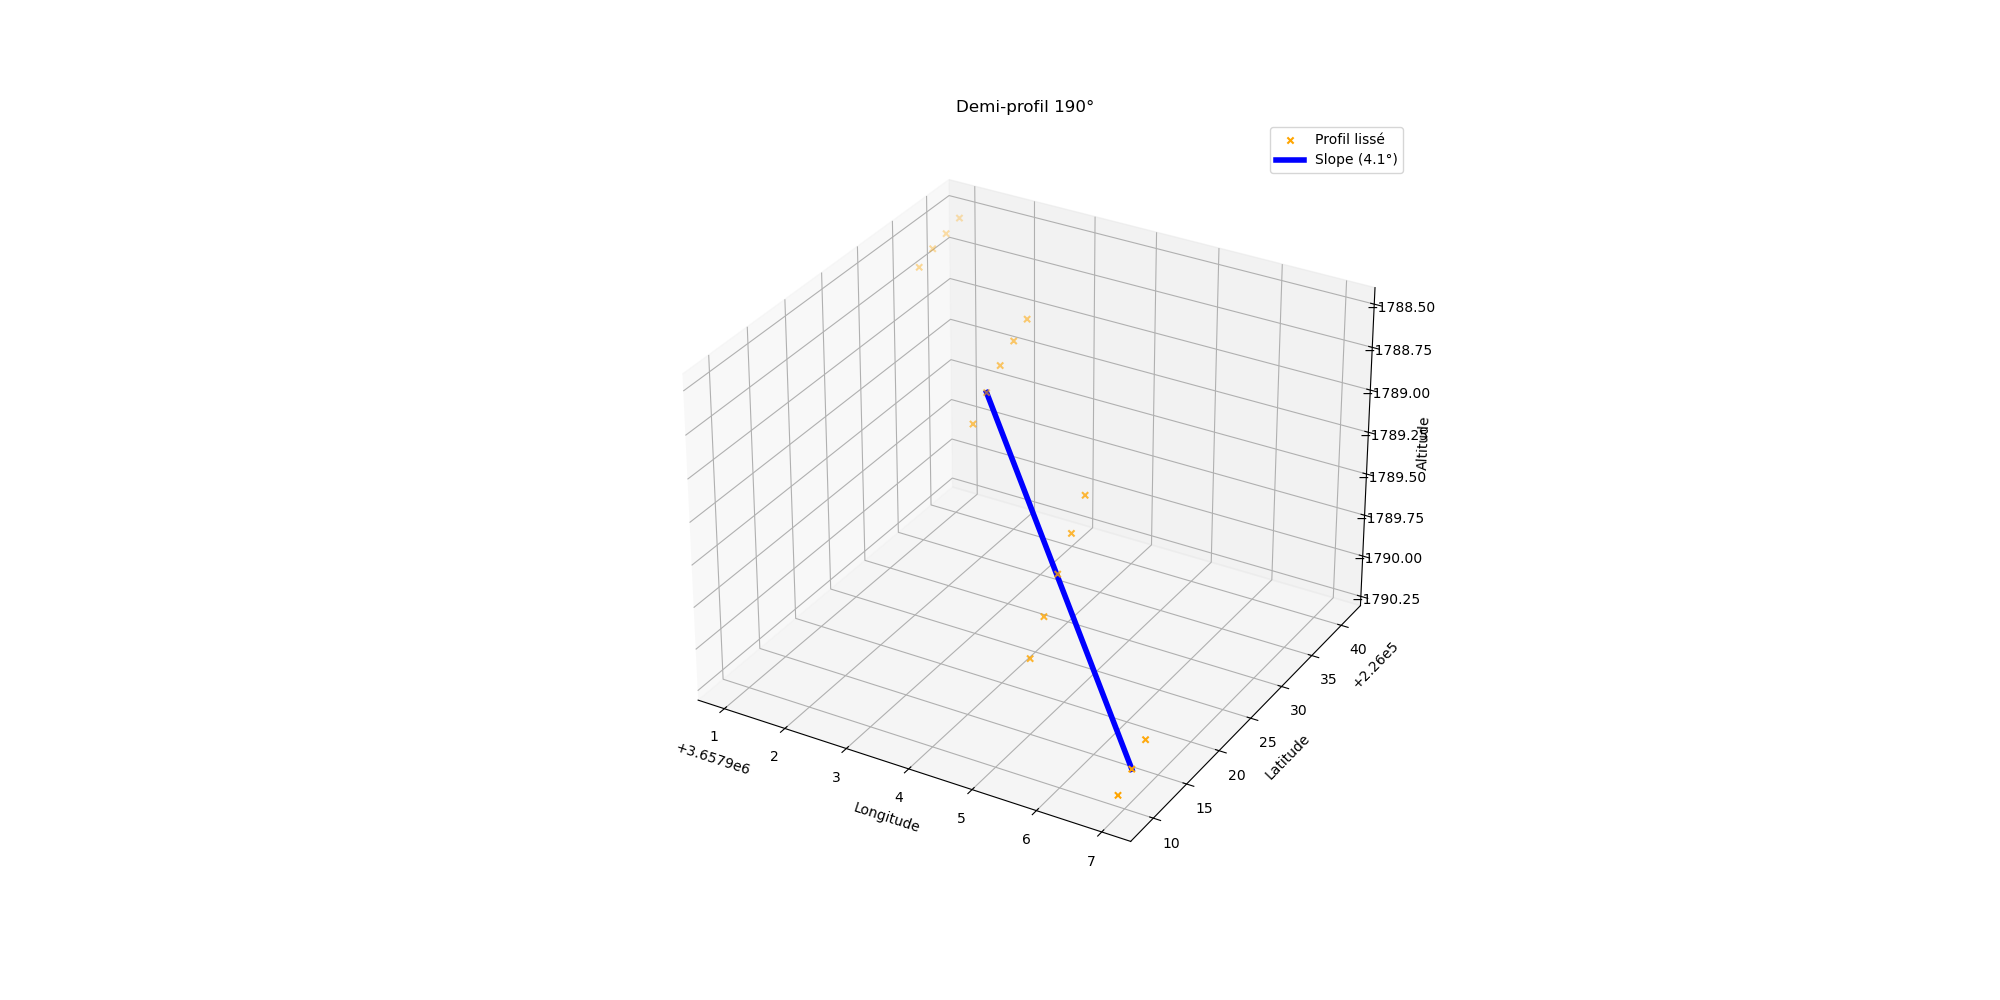 Demi-profil 190°
Profil lissé
Slope (4.1°)
−1788.50
−1788.75
−1789.00
−1789.25
−1789.50
−1789.75
−1790.00
−1790.25
Altitude
40
35
30
25
20
15
10
+2.26e5
Latitude
1
2
3
4
5
6
7
+3.6579e6
Longitude